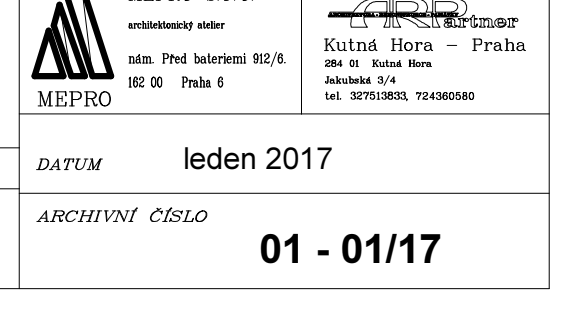 architektonický atelier
nám. Před bateriemi 912/6.
162 00 Praha 6
MEPRO
ARP artner
Kutná Hora – Praha
284 01 Kutná Hora
Jakubská 3/4
tel. 327513833, 724360580
DATUM leden 2017
ARCHIVNÍ ČÍSLO
01 - 01/17